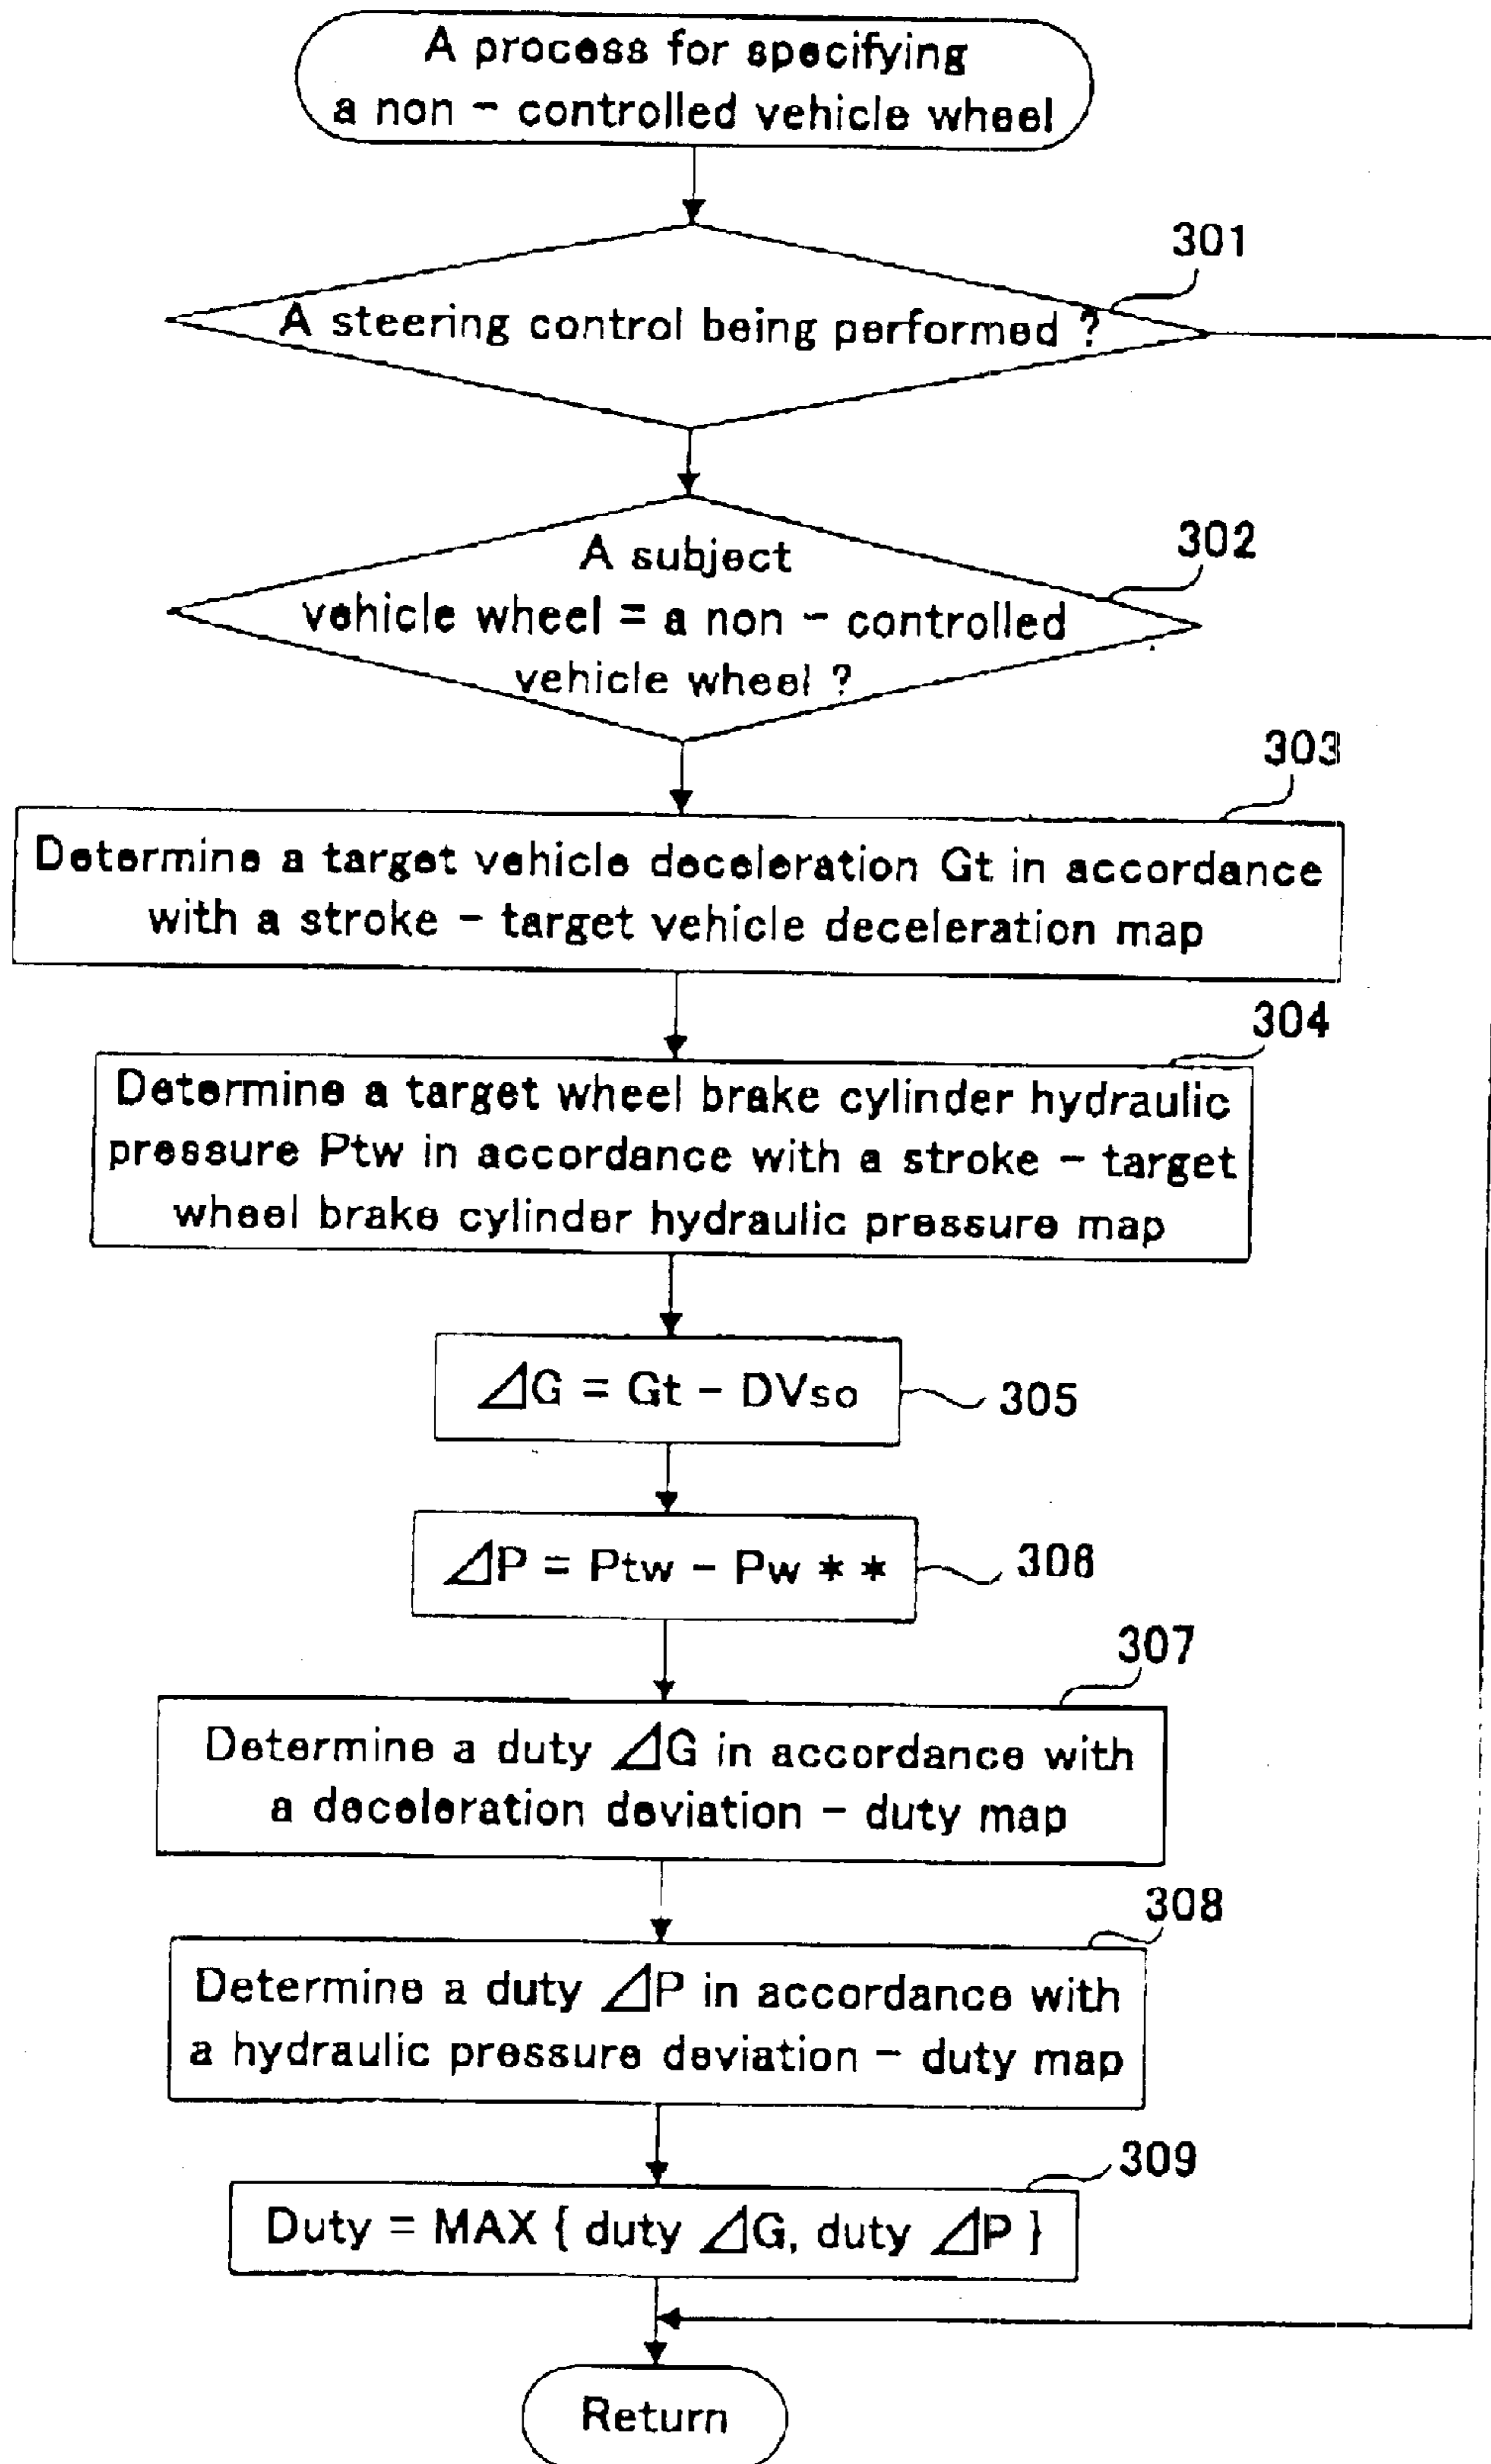 A process for specifying
a non - controlled vehicle wheel
301
A steering control being performed ?
302
A subject
vehicle wheel = a non - controlled
vehicle wheel ?
303
Determine a target vehicle deceleration Gt in accordance
with a stroke - target vehicle deceleration map
304
Determine a target wheel brake cylinder hydraulic
pressure Ptw in accordance with a stroke - target
wheel brake cylinder hydraulic pressure map
⊿G = Gt - DVso
305
⊿P = Ptw - Pw * *
306
307
Determine a duty ⊿G in accordance with
a deceleration deviation - duty map
308
Determine a duty ⊿P in accordance with
a hydraulic pressure deviation - duty map
309
Duty = MAX { duty ⊿G, duty ⊿P }
Return